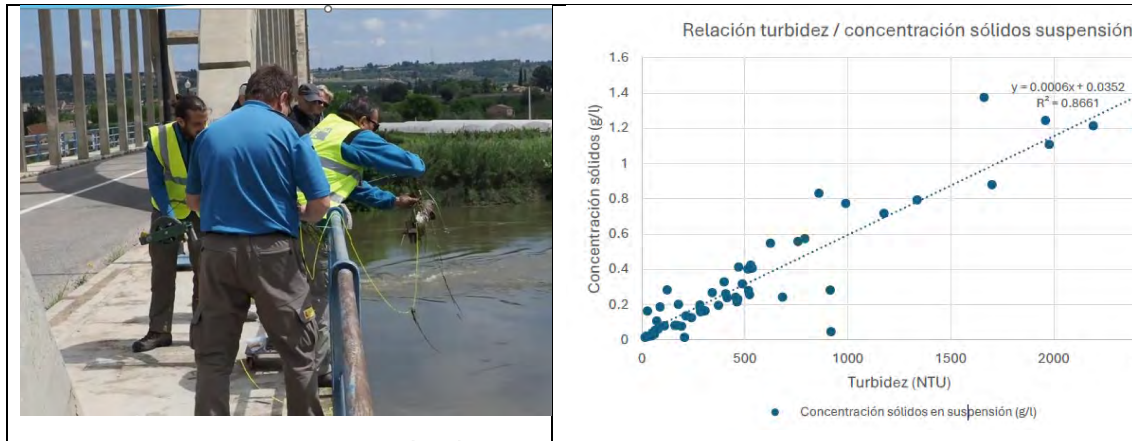 Relación turbidez / concentración sólidos suspensión
1.6
y = 0.0006x + 0.0352
R² = 0.8661
1.4
1.2
1
0.8
0.6
0.4
0.2
0
Concentración sólidos (g/l)
0 500 1000 1500 2000
Turbidez (NTU)
Concentración sólidos en suspensión (g/l)